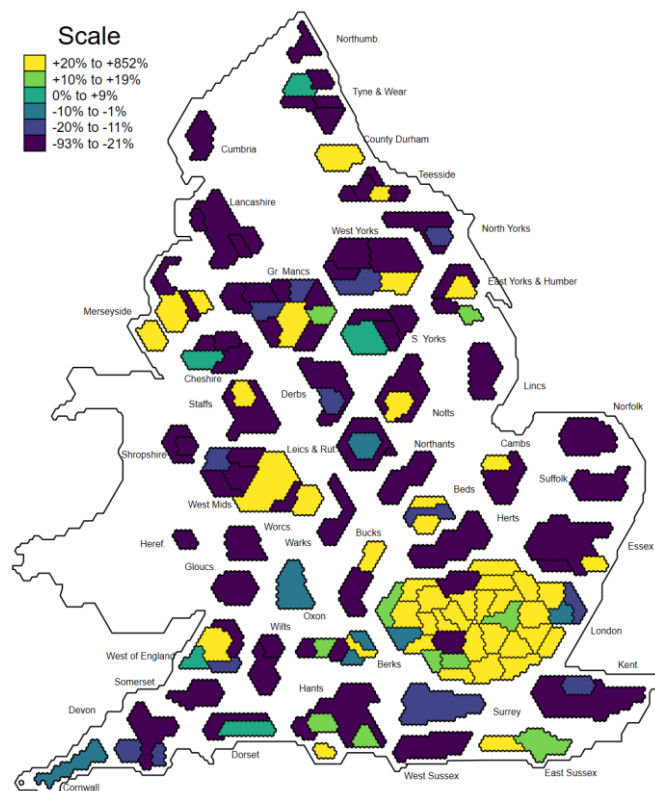 Scale
+20% to +852%
+10% to +19%
0% to +9%
-10% to -1%
-20% to -11%
-93% to -21%
Northumb.
Tyne & Wear
County Durham
Cumbria
Teesside
Lancashire
North Yorks
West Yorks
Gr. Mancs
East Yorks & Humber
Merseyside
S. Yorks
Cheshire
Lincs
Staffs
Derbs
Notts
Norfolk
Shropshire
Leics & Rut
Northants
Cambs
Suffolk
Beds
West Mids
Worcs.
Herts
Warks
Bucks
Essex
Heref.
Gloucs.
Oxon
Wilts
London
West of England
Berks
Kent
Somerset
Hants
Devon
Surrey
Dorset
West Sussex
East Sussex
Cornwall